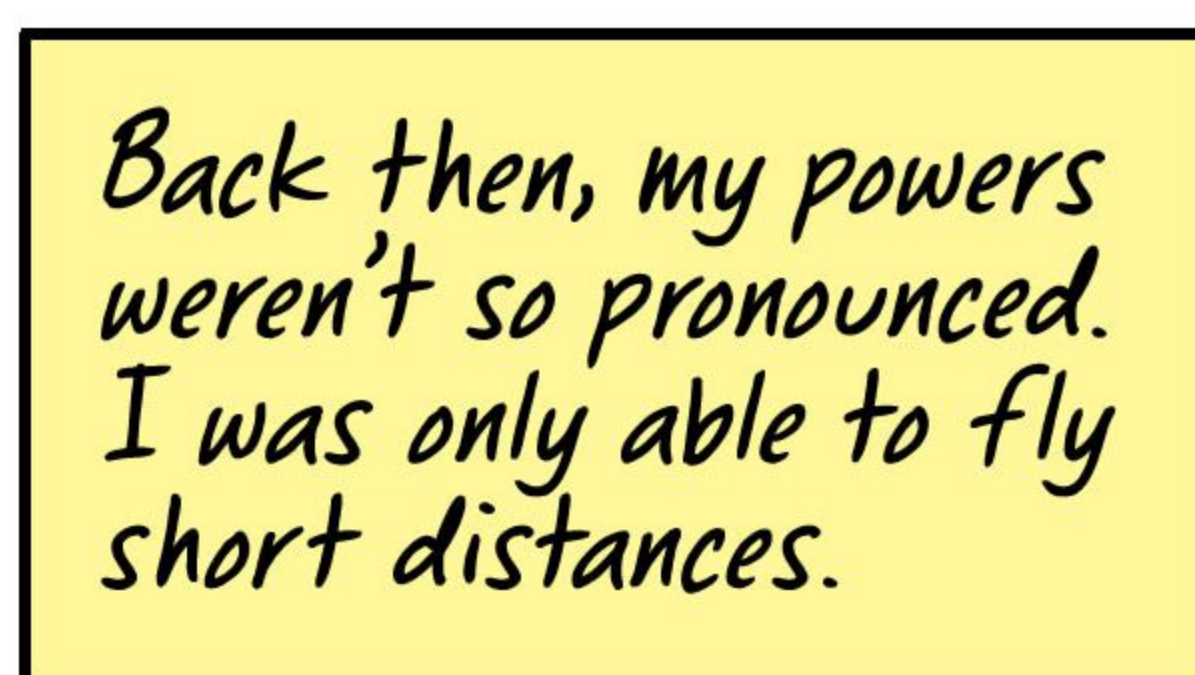 Back then, my powers
weren't so pronounced.
I was only able to fly
short distances.